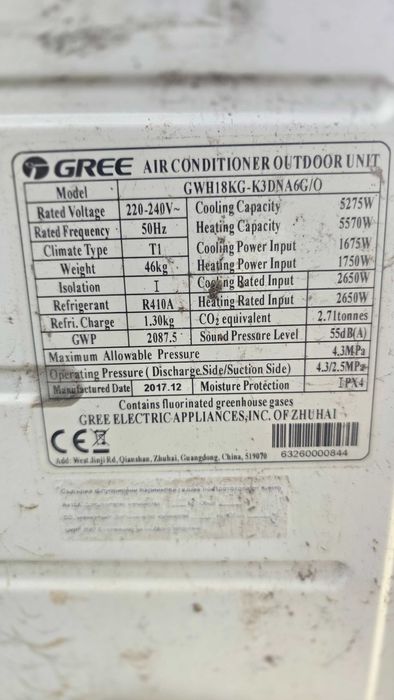 GREE AIR CONDITIONER OUTDOOR UNIT
Model GWH18KG-K3DNA6G/O
Rated Voltage 220-240V~ Cooling Capacity 5275W
Rated Frequency 50Hz Heating Capacity 5570W
Climate Type T1 Cooling Power Input 1675W
Weight 46kg Heating Power Input 1750W
Isolation I Cooling Rated Input 2650W
Refrigerant R410A Heating Rated Input 2650W
Refri. Charge 1.30kg CO2 equivalent 2.71tonnes
GWP 2087.5 Sound Pressure Level 55dB(A)
Maximum Allowable Pressure 4.3MPa
Operating Pressure ( Discharge Side/Suction Side) 4.3/2.5MPa
Manufactured Date 2017.12 Moisture Protection IPX4
Contains fluorinated greenhouse gases
GREE ELECTRIC APPLIANCES,INC. OF ZHUHAI
CE
Add: West Jinji Rd, Qianshan, Zhuhai, Guangdong, China, 519070 63260000844